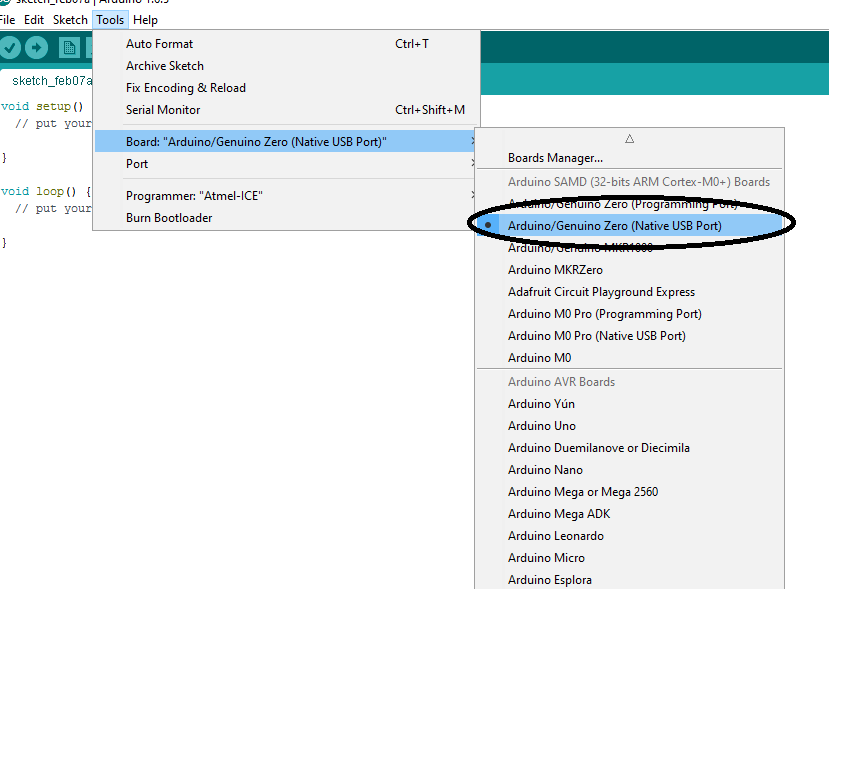 sketch_feb07a | Arduino 1.6.5
File Edit Sketch Tools Help
sketch_feb07a
void setup()
// put your
}
void loop() {
// put your
}
Auto Format Ctrl+T
Archive Sketch
Fix Encoding & Reload
Serial Monitor Ctrl+Shift+M
Board: "Arduino/Genuino Zero (Native USB Port)"
Port
Programmer: "Atmel-ICE"
Burn Bootloader
Boards Manager...
Arduino SAMD (32-bits ARM Cortex-M0+) Boards
Arduino/Genuino Zero (Programming Port)
Arduino/Genuino Zero (Native USB Port)
Arduino/Genuino MKR1000
Arduino MKRZero
Adafruit Circuit Playground Express
Arduino M0 Pro (Programming Port)
Arduino M0 Pro (Native USB Port)
Arduino M0
Arduino AVR Boards
Arduino Yún
Arduino Uno
Arduino Duemilanove or Diecimila
Arduino Nano
Arduino Mega or Mega 2560
Arduino Mega ADK
Arduino Leonardo
Arduino Micro
Arduino Esplora